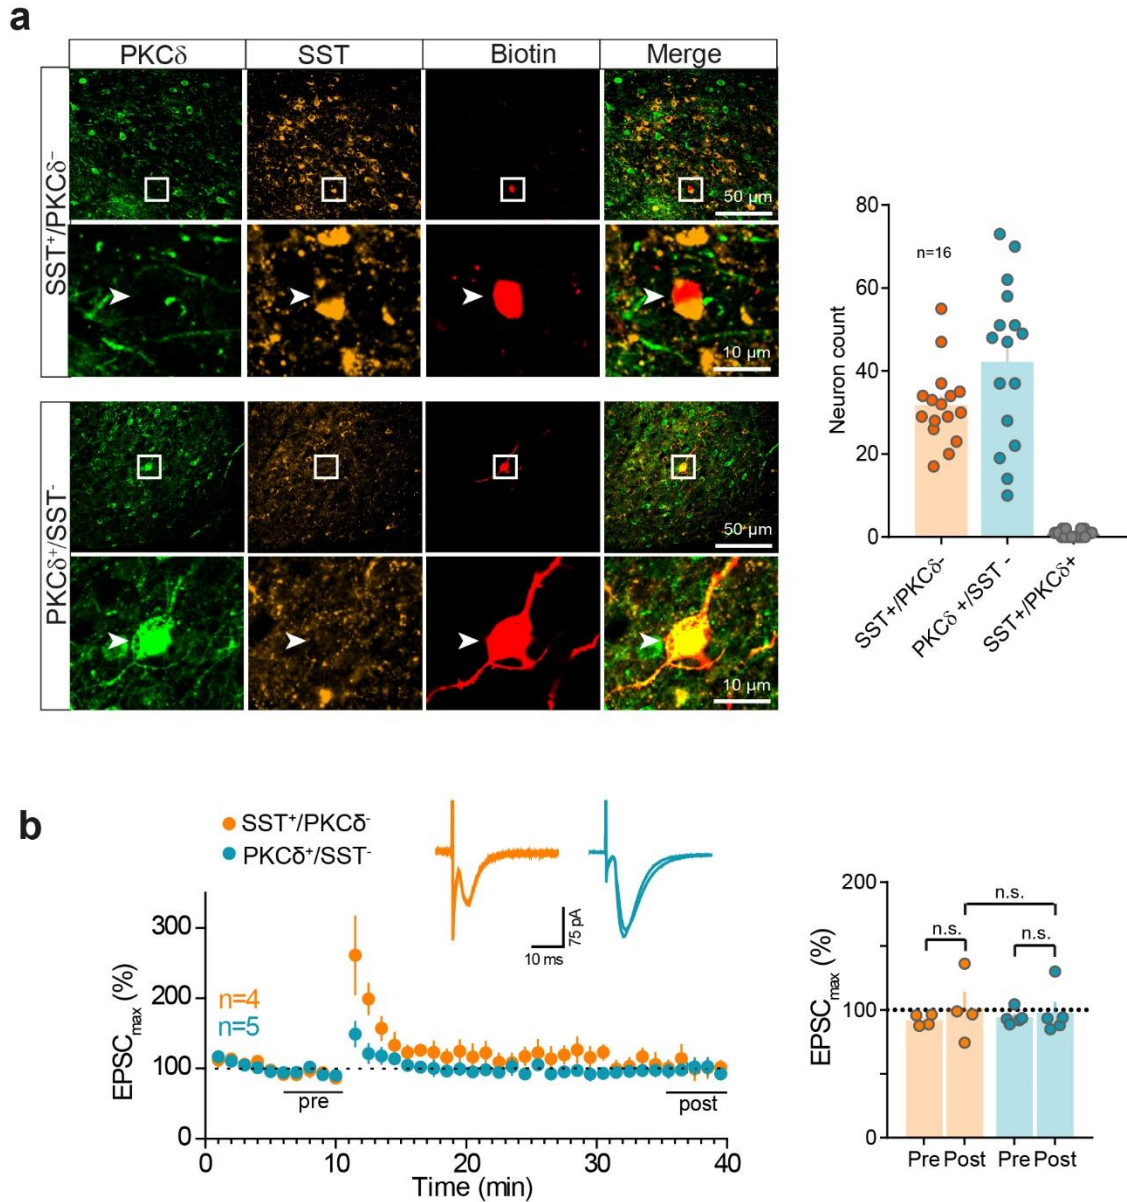 a
PKCδ SST Biotin Merge
SST⁺/PKCδ⁻
50 µm
10 µm
PKCδ⁺/SST⁻
50 µm
10 µm
Neuron count
80
60
40
20
0
n=16
SST+/PKCδ-
PKCδ +/SST -
SST+/PKCδ+
b
SST⁺/PKCδ⁻
PKCδ⁺/SST⁻
75 pA
10 ms
EPSCmax (%)
300
200
100
0
n=4
n=5
pre
post
0 10 20 30 40
Time (min)
EPSCmax (%)
200
100
0
n.s.
n.s. n.s.
Pre Post Pre Post